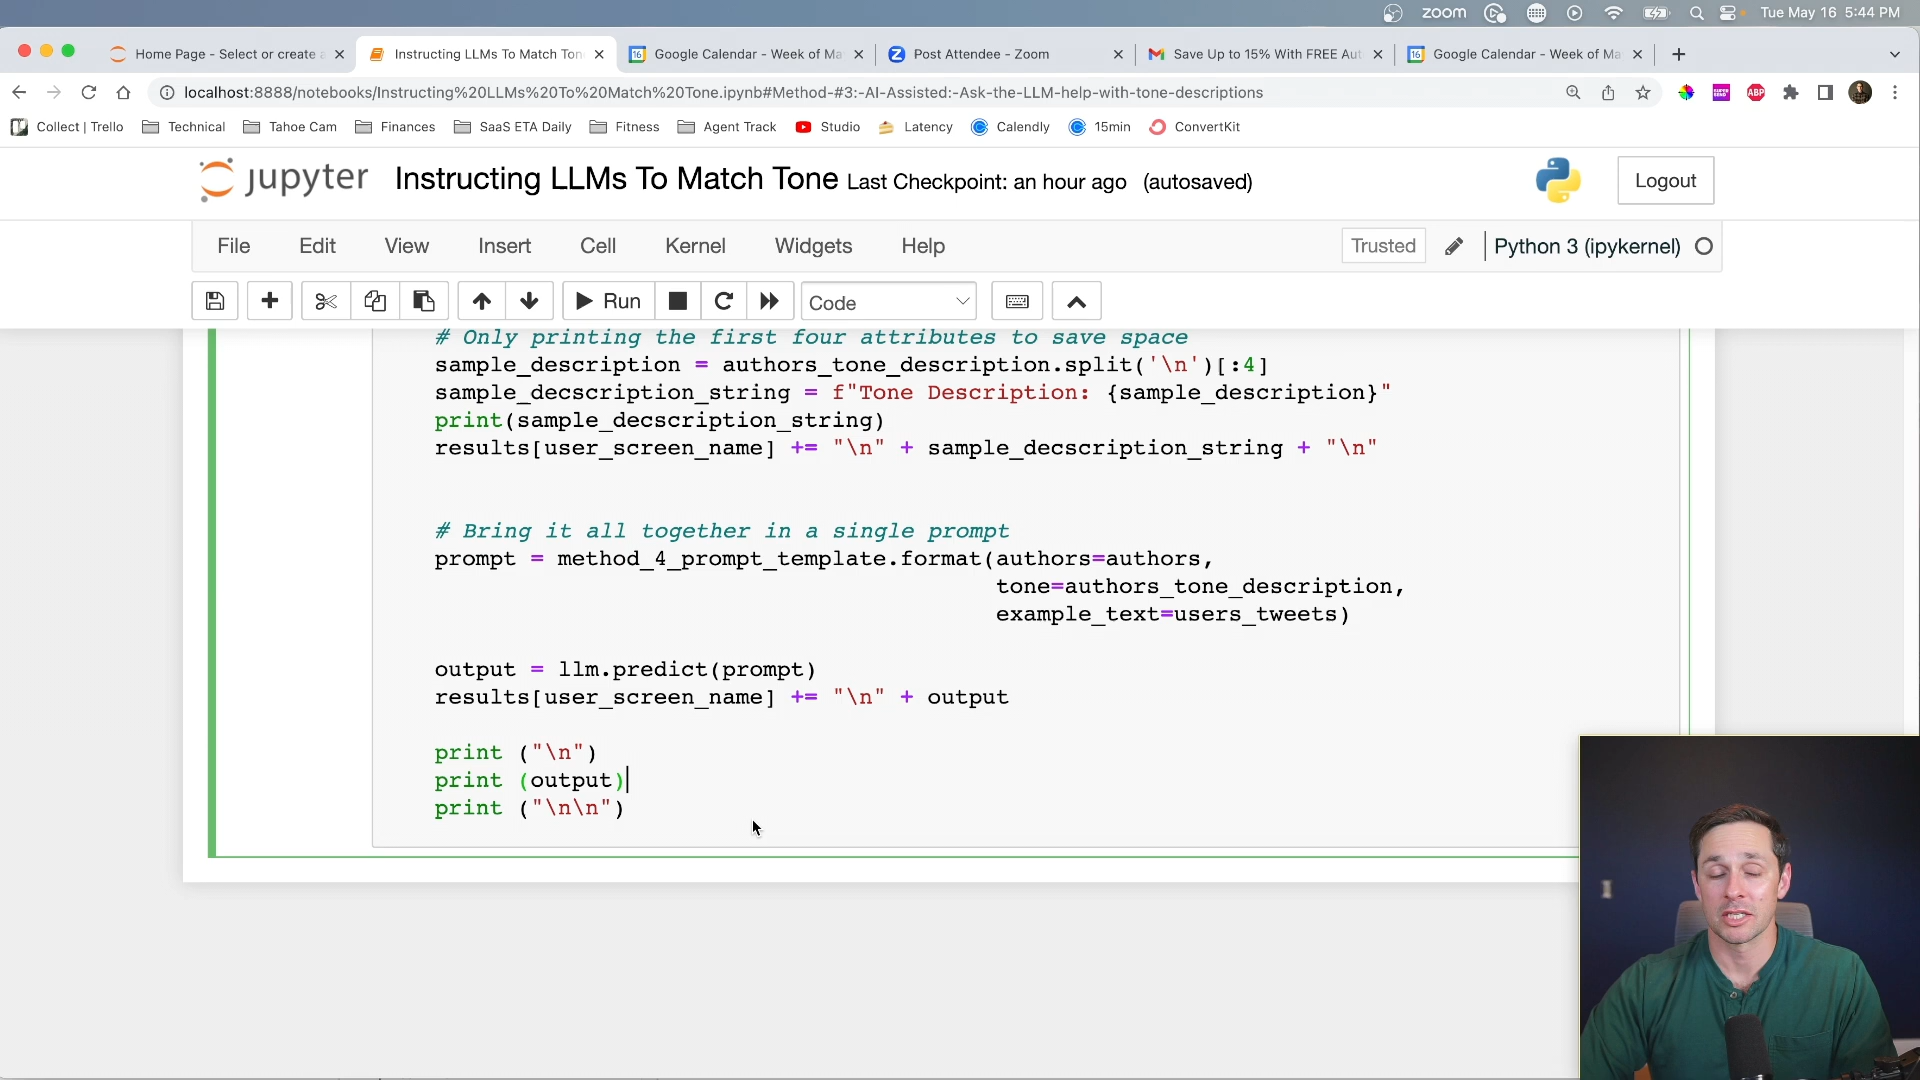 zoom
Tue May 16 5:44 PM
Home Page - Select or create a
Instructing LLMs To Match Ton
16
Google Calendar - Week of Ma
Post Attendee - Zoom
Save Up to 15% With FREE Aut
16
Google Calendar - Week of Ma
localhost:8888/notebooks/Instructing%20LLMs%20To%20Match%20Tone.ipynb#Method-#3:-AI-Assisted:-Ask-the-LLM-help-with-tone-descriptions
ABP
Collect | Trello
Technical
Tahoe Cam
Finances
SaaS ETA Daily
Fitness
Agent Track
Studio
Latency
Calendly
15min
ConvertKit
jupyter
Instructing LLMs To Match Tone Last Checkpoint: an hour ago (autosaved)
Logout
File
Edit
View
Insert
Cell
Kernel
Widgets
Help
Trusted
Python 3 (ipykernel)
Run
Code
# Only printing the first four attributes to save space
sample_description = authors_tone_description.split('\n')[:4]
sample_decscription_string = f"Tone Description: {sample_description}"
print(sample_decscription_string)
results[user_screen_name] += "\n" + sample_decscription_string + "\n"
# Bring it all together in a single prompt
prompt = method_4_prompt_template.format(authors=authors,
tone=authors_tone_description,
example_text=users_tweets)
output = llm.predict(prompt)
results[user_screen_name] += "\n" + output
print ("\n")
print (output)
print ("\n\n")